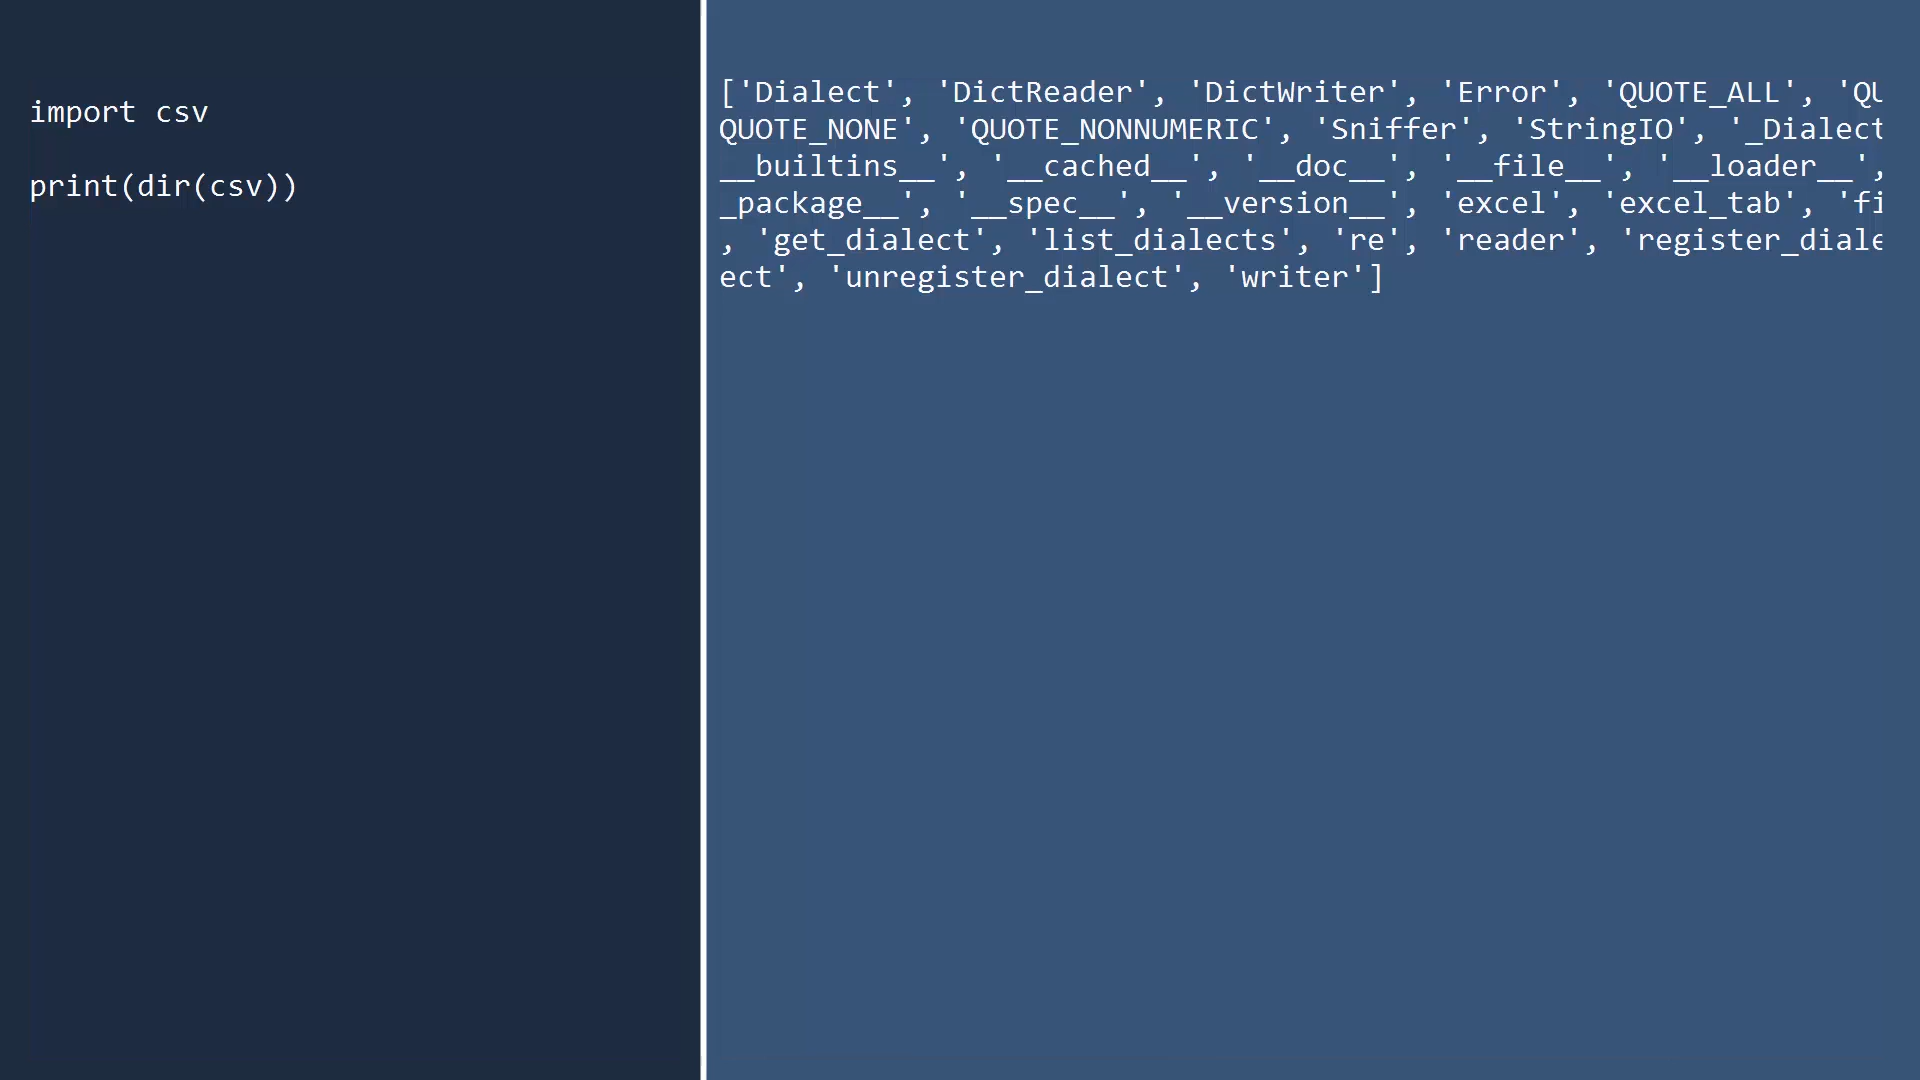 import csv
print(dir(csv))
['Dialect', 'DictReader', 'DictWriter', 'Error', 'QUOTE_ALL', 'QU
QUOTE_NONE', 'QUOTE_NONNUMERIC', 'Sniffer', 'StringIO', '_Dialect
__builtins__', '__cached__', '__doc__', '__file__', '__loader__',
_package__', '__spec__', '__version__', 'excel', 'excel_tab', 'fi
, 'get_dialect', 'list_dialects', 're', 'reader', 'register_diale
ect', 'unregister_dialect', 'writer']